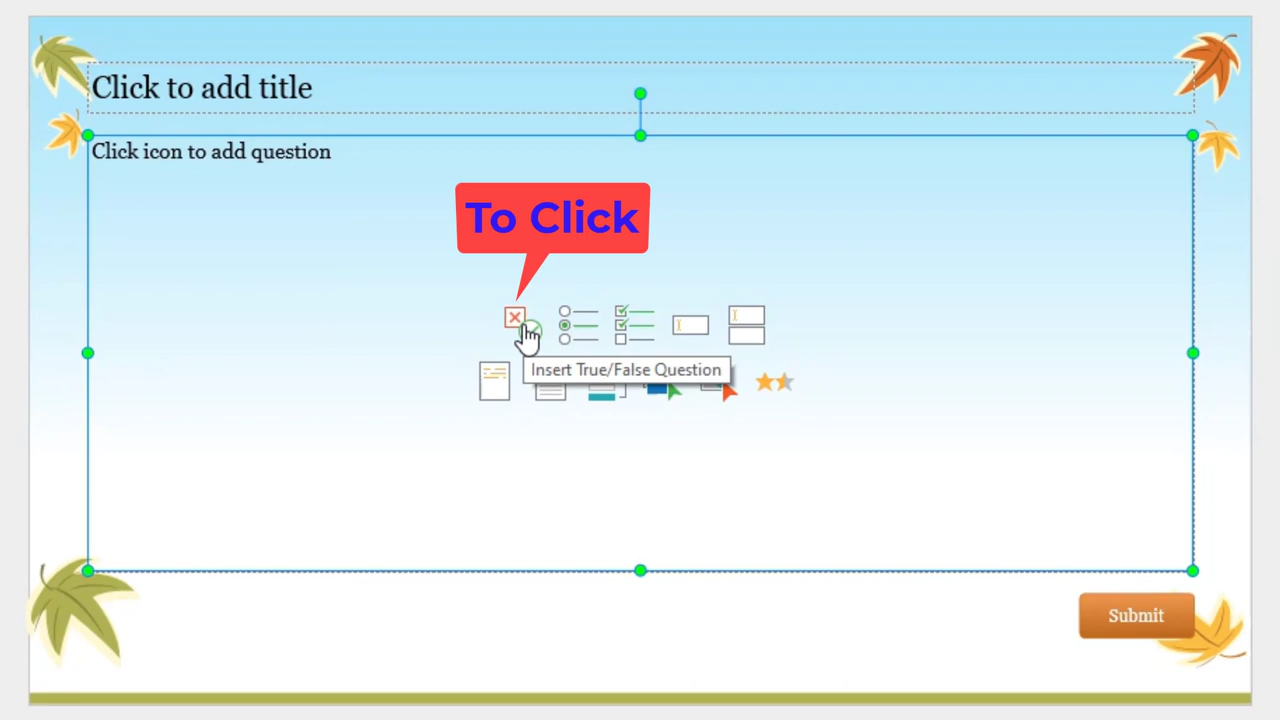 Click to add title
Click icon to add question
To Click
Insert True/False Question
Submit